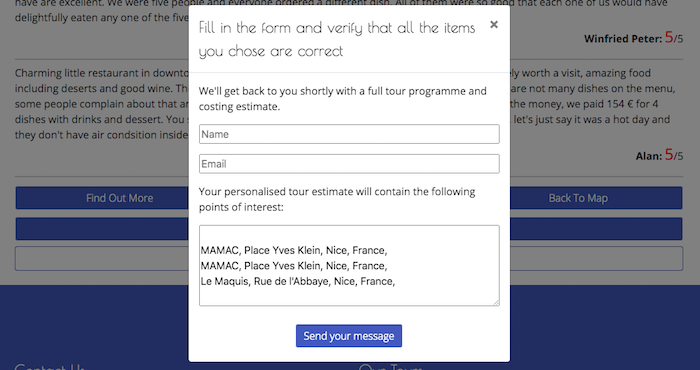 have are excellent. We were five people and everyone ordered a different dish. All of them were so good that each one of us would have
delightfully eaten any one of the five
Winfried Peter: 5/5
Fill in the form and verify that all the items
you chose are correct
×
Charming little restaurant in downto
ely worth a visit, amazing food
including deserts and good wine. Th
are not many dishes on the menu,
some people complain about that ar
the money, we paid 154 € for 4
dishes with drinks and dessert. You s
let's just say it was a hot day and
they don't have air condsition inside
Alan: 5/5
We'll get back to you shortly with a full tour programme and
costing estimate.
Name
Email
Find Out More
Back To Map
Your personalised tour estimate will contain the following
points of interest:
MAMAC, Place Yves Klein, Nice, France,
MAMAC, Place Yves Klein, Nice, France,
Le Maquis, Rue de l'Abbaye, Nice, France,
Send your message
Contact Us
Our Tours